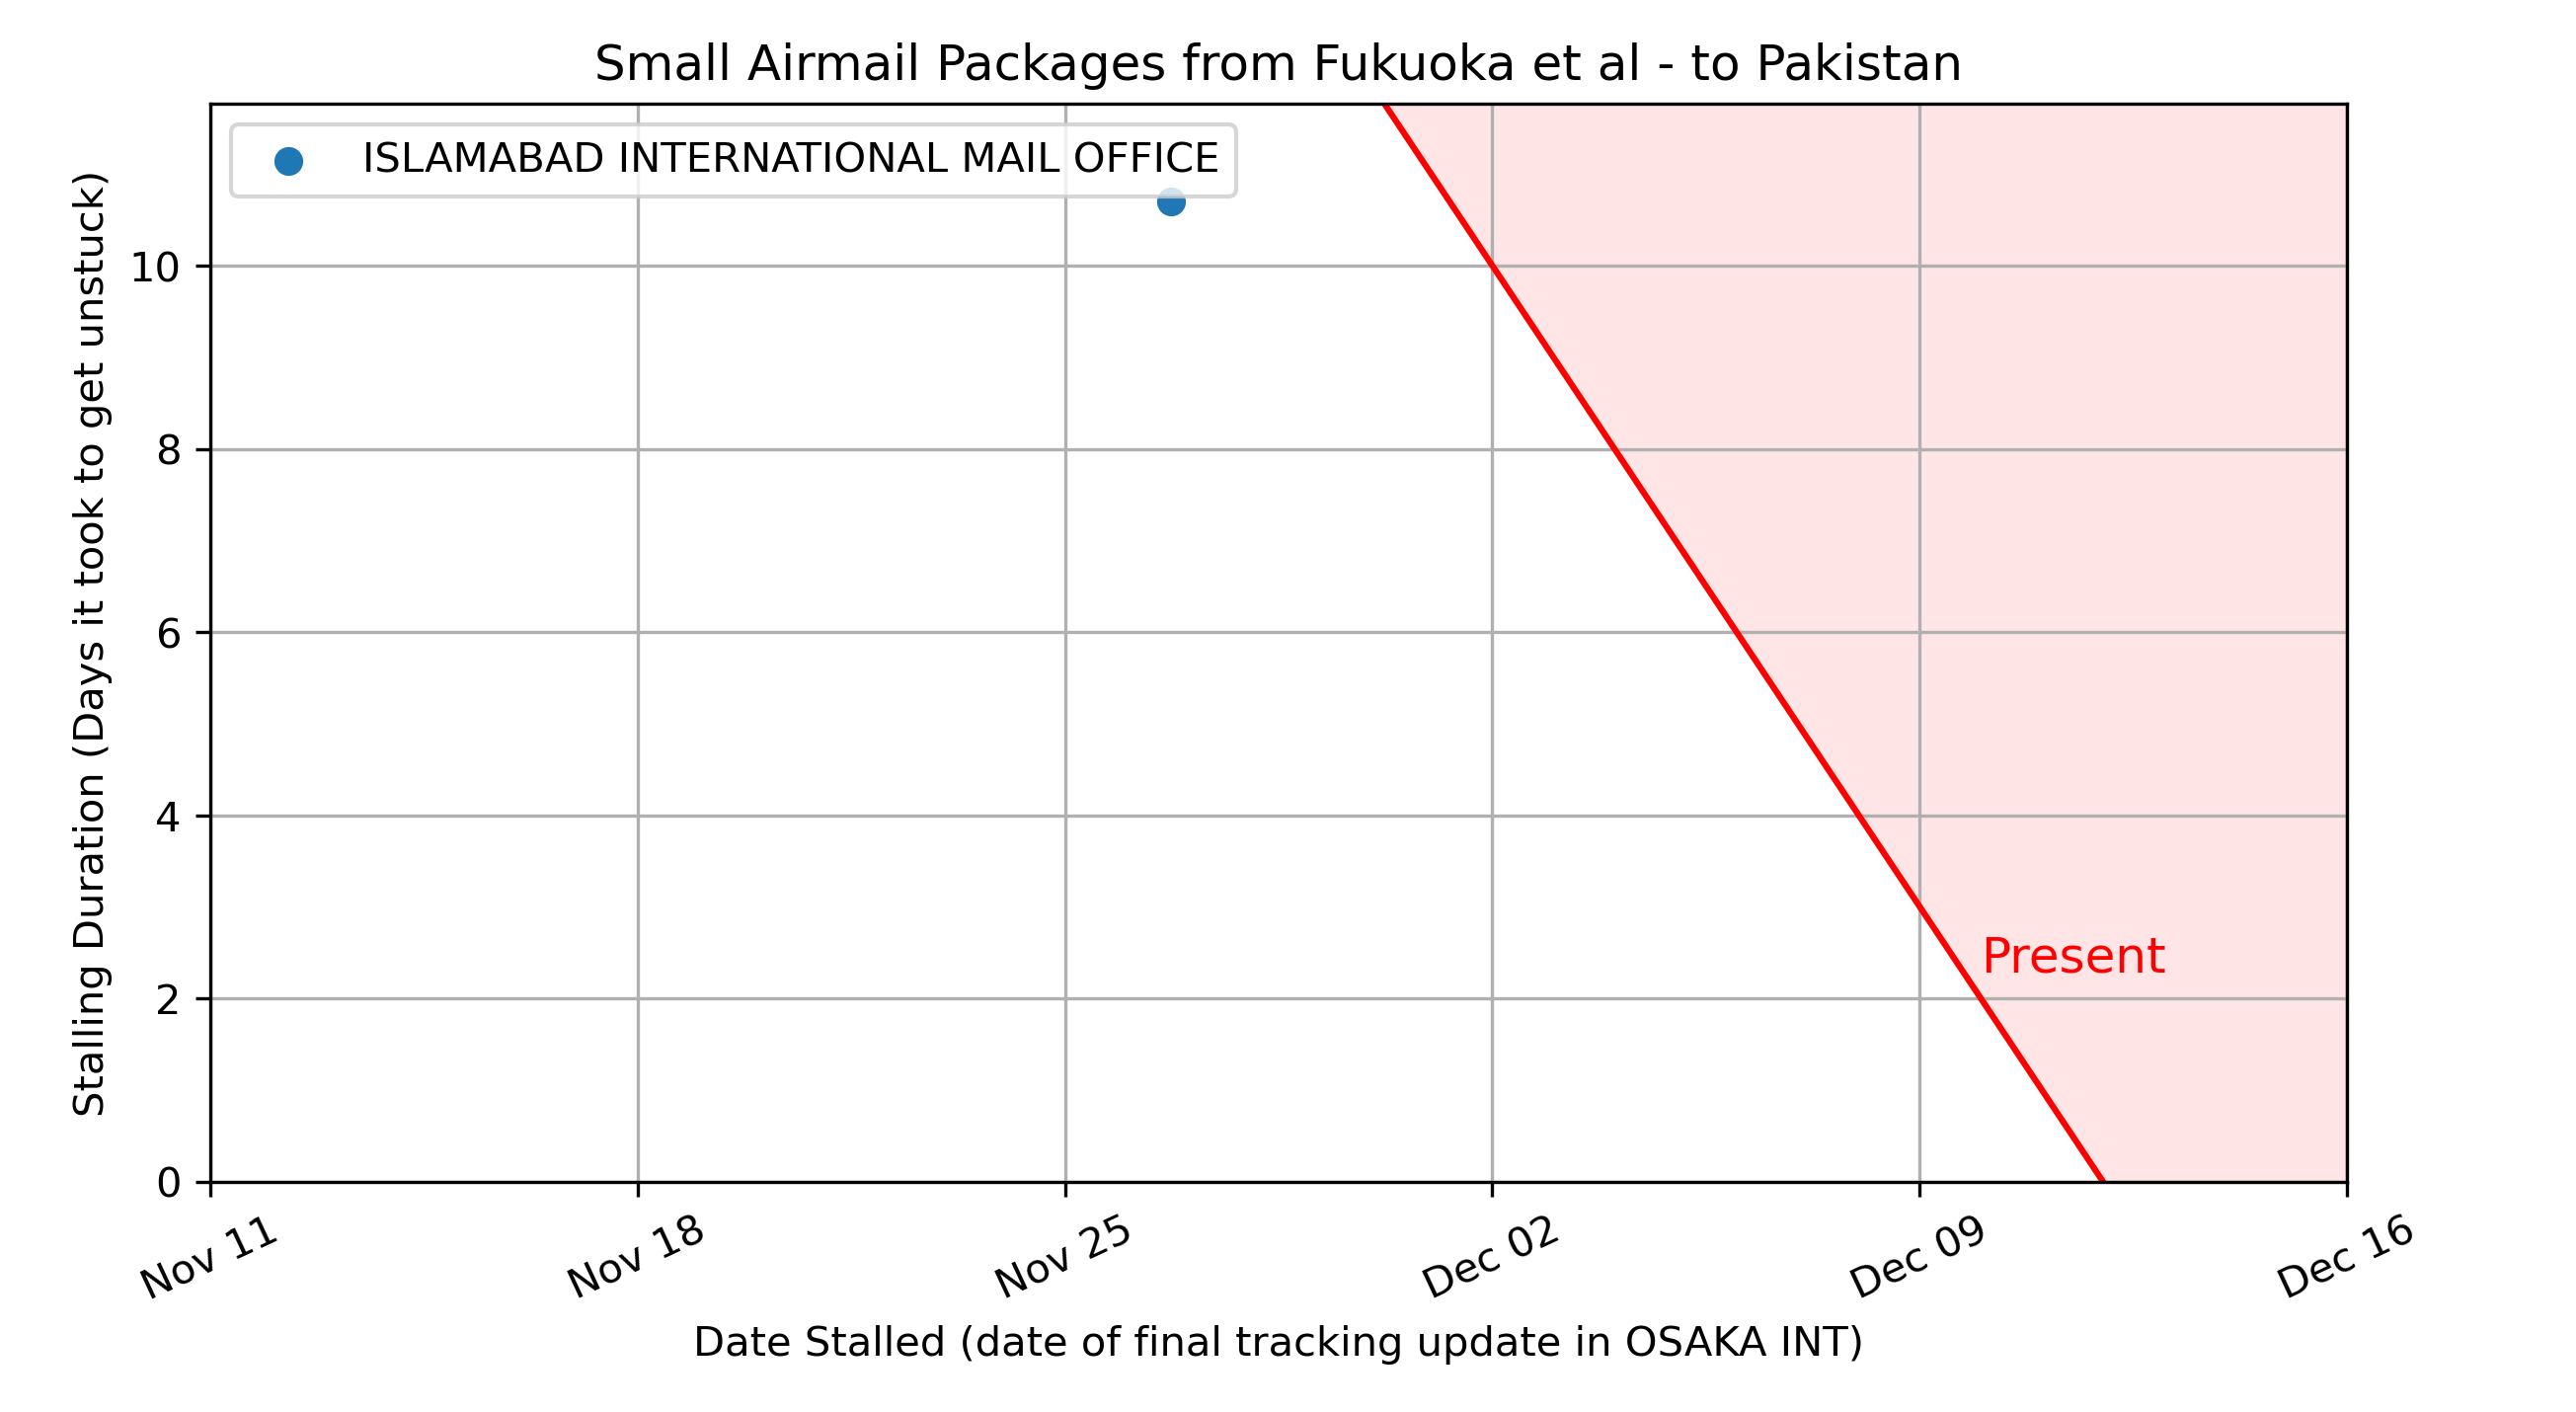 Small Airmail Packages from Fukuoka et al - to Pakistan
ISLAMABAD INTERNATIONAL MAIL OFFICE
Stalling Duration (Days it took to get unstuck)
10
8
6
4
2
0
Present
Nov 11
Nov 18
Nov 25
Dec 02
Dec 09
Dec 16
Date Stalled (date of final tracking update in OSAKA INT)